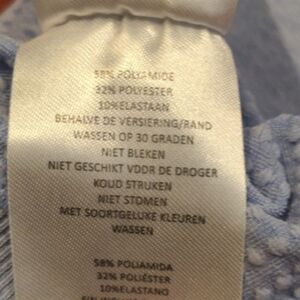 58% POLYAMIDE
32% POLYESTER
10%ELASTAAN
BEHALVE DE VERSIERING/RAND
WASSEN OP 30 GRADEN
NIET BLEKEN
NIET GESCHIKT VOOR DE DROGER
KOUD STRIJKEN
NIET STOMEN
MET SOORTGELIJKE KLEUREN
WASSEN
58% POLIAMIDA
32% POLIÉSTER
10%ELASTANO